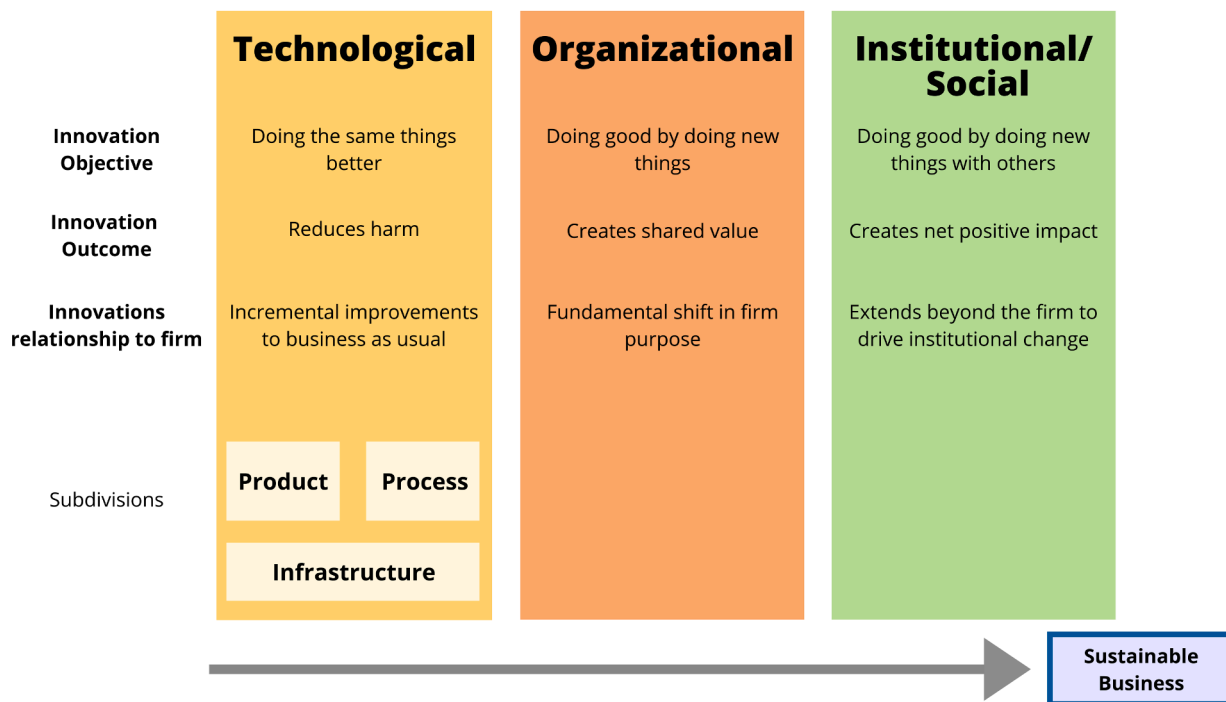 Technological
Organizational
Institutional/
Social
Innovation
Objective
Doing the same things
better
Doing good by doing new
things
Doing good by doing new
things with others
Innovation
Outcome
Reduces harm
Creates shared value
Creates net positive impact
Innovations
relationship to firm
Incremental improvements
to business as usual
Fundamental shift in firm
purpose
Extends beyond the firm to
drive institutional change
Subdivisions
Product
Process
Infrastructure
Sustainable
Business